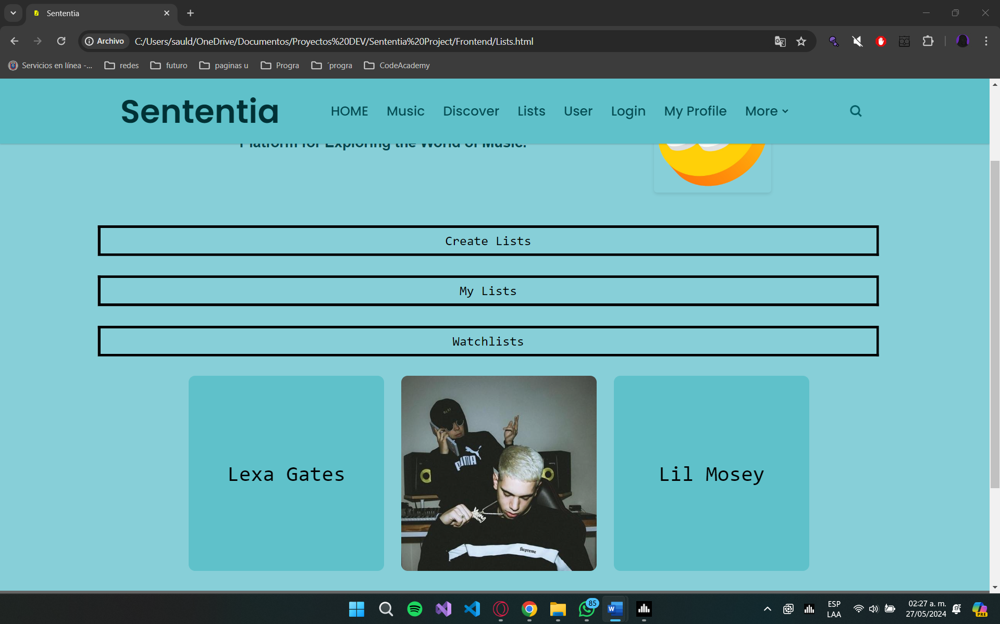 Sententia
Archivo
C:/Users/sauld/OneDrive/Documentos/Proyectos%20DEV/Sententia%20Project/Frontend/Lists.html
Servicios en línea -... redes futuro paginas u Progra ´progra CodeAcademy
Sententia HOME Music Discover Lists User Login My Profile More
Platform for Exploring the World of Music.
Create Lists
My Lists
Watchlists
Lexa Gates
PUMA
Supreme
Lil Mosey
85
ESP
LAA
02:27 a. m.
27/05/2024
PRE